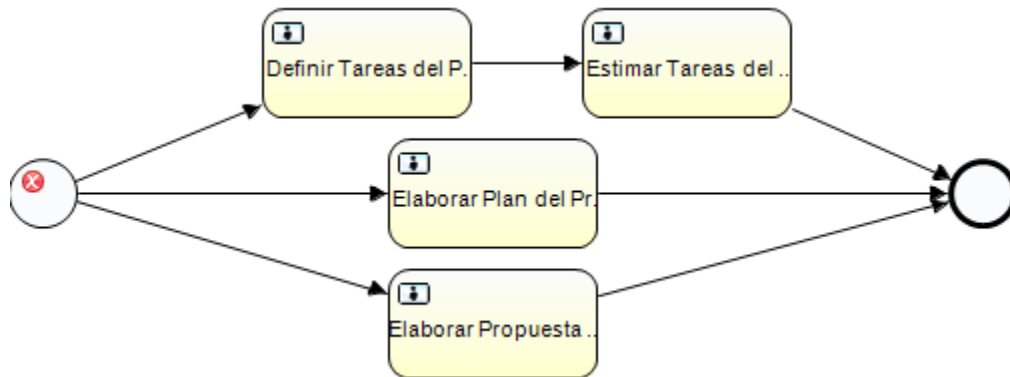 Definir Tareas del P.
Estimar Tareas del ..
Elaborar Plan del Pr.
Elaborar Propuesta ..